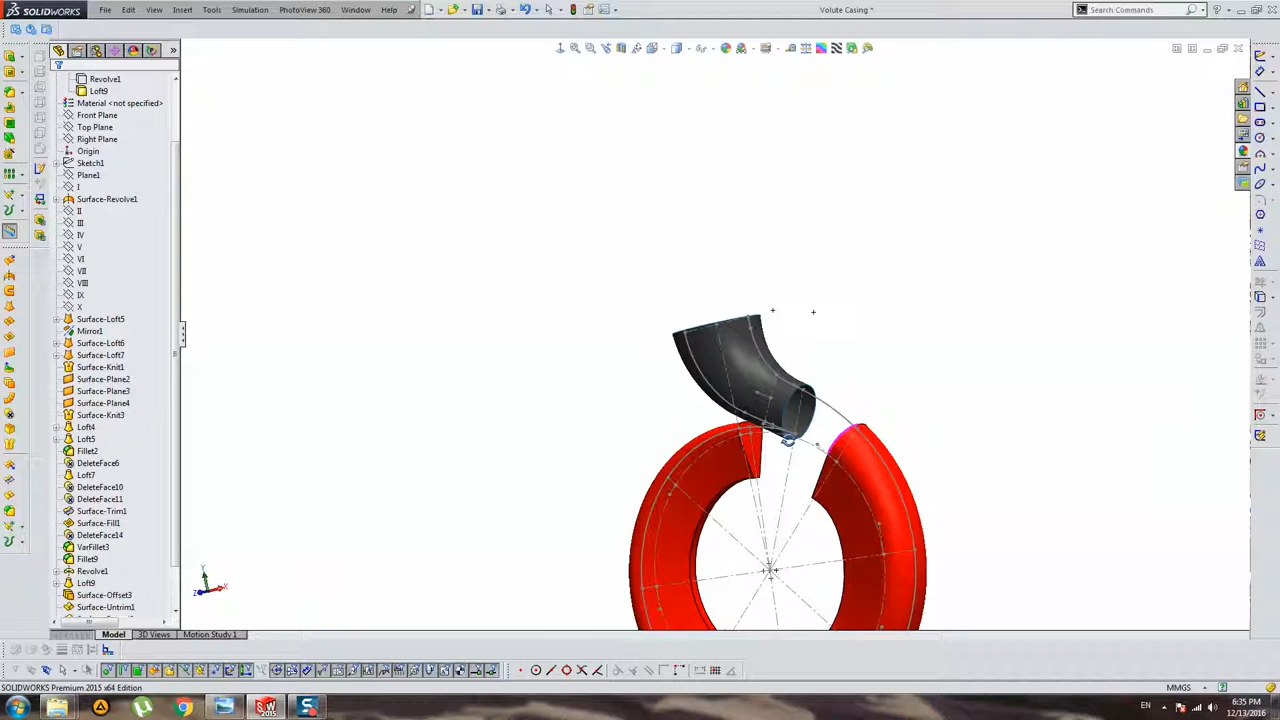 SOLIDWORKS File Edit View Insert Tools Simulation PhotoView 360 Window Help Volute Casing * Search Commands
Revolve1
Loft9
Material <not specified>
Front Plane
Top Plane
Right Plane
Origin
Sketch1
Plane1
I
Surface-Revolve1
II
III
IV
V
VI
VII
VIII
IX
X
Surface-Loft5
Mirror1
Surface-Loft6
Surface-Loft7
Surface-Knit1
Surface-Plane2
Surface-Plane3
Surface-Plane4
Surface-Knit3
Loft4
Loft5
Fillet2
DeleteFace6
Loft7
DeleteFace10
DeleteFace11
Surface-Trim1
Surface-Fill1
DeleteFace14
VarFillet3
Fillet9
Revolve1
Loft9
Surface-Offset3
Surface-Untrim1
Y
X
Z
Model 3D Views Motion Study 1
SOLIDWORKS Premium 2015 x64 Edition MMGS
EN 6:35 PM
12/13/2016